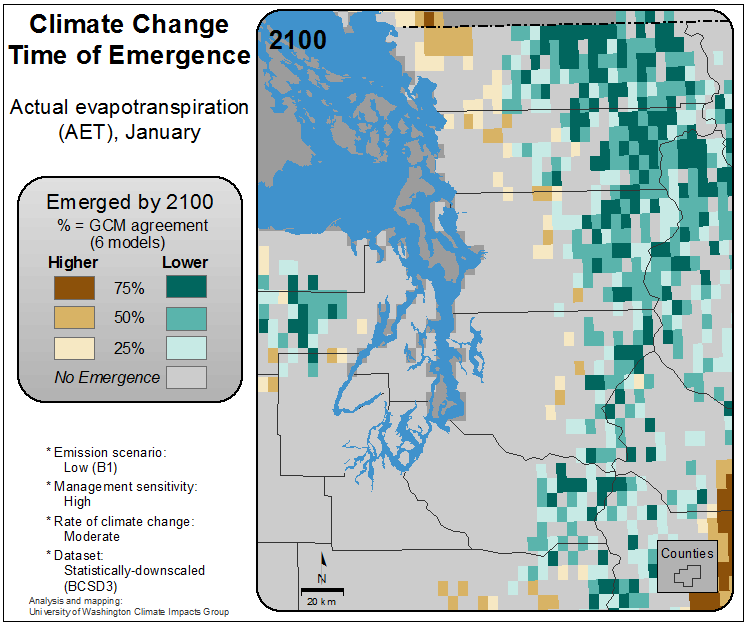 Climate Change
Time of Emergence
Actual evapotranspiration
(AET), January
Emerged by 2100
% = GCM agreement
(6 models)
Higher Lower
75%
50%
25%
No Emergence
* Emission scenario:
Low (B1)
* Management sensitivity:
High
* Rate of climate change:
Moderate
* Dataset:
Statistically-downscaled
(BCSD3)
Analysis and mapping:
University of Washington Climate Impacts Group
2100
N
20 km
Counties